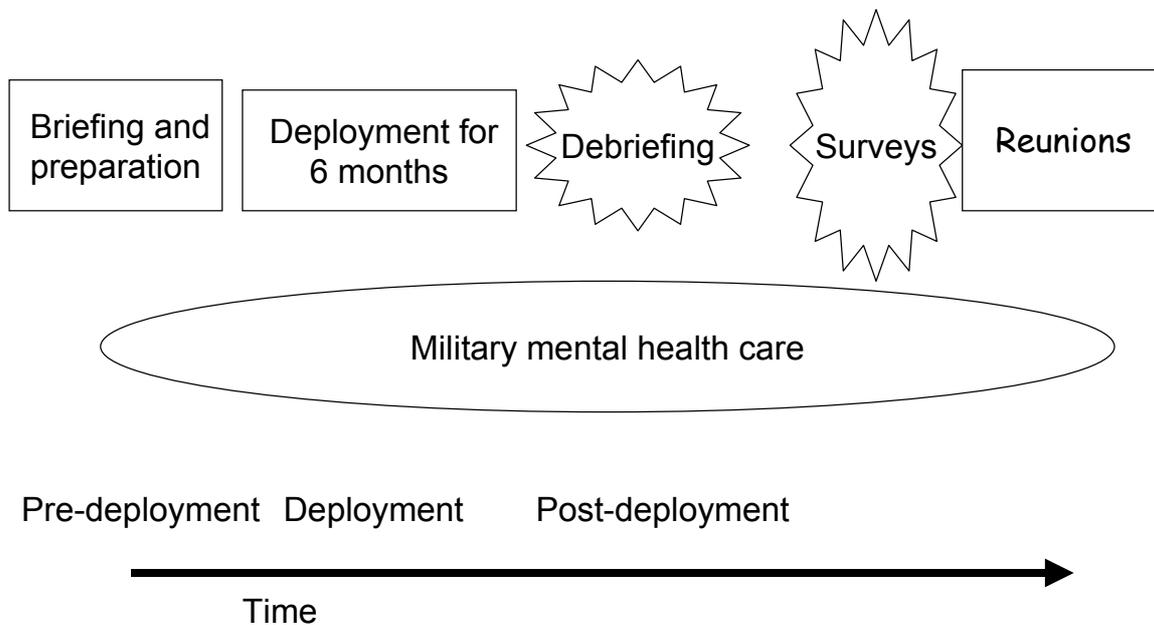 Briefing and
preparation
Deployment for
6 months
Debriefing
Surveys
Reunions
Military mental health care
Pre-deployment
Deployment
Post-deployment
Time